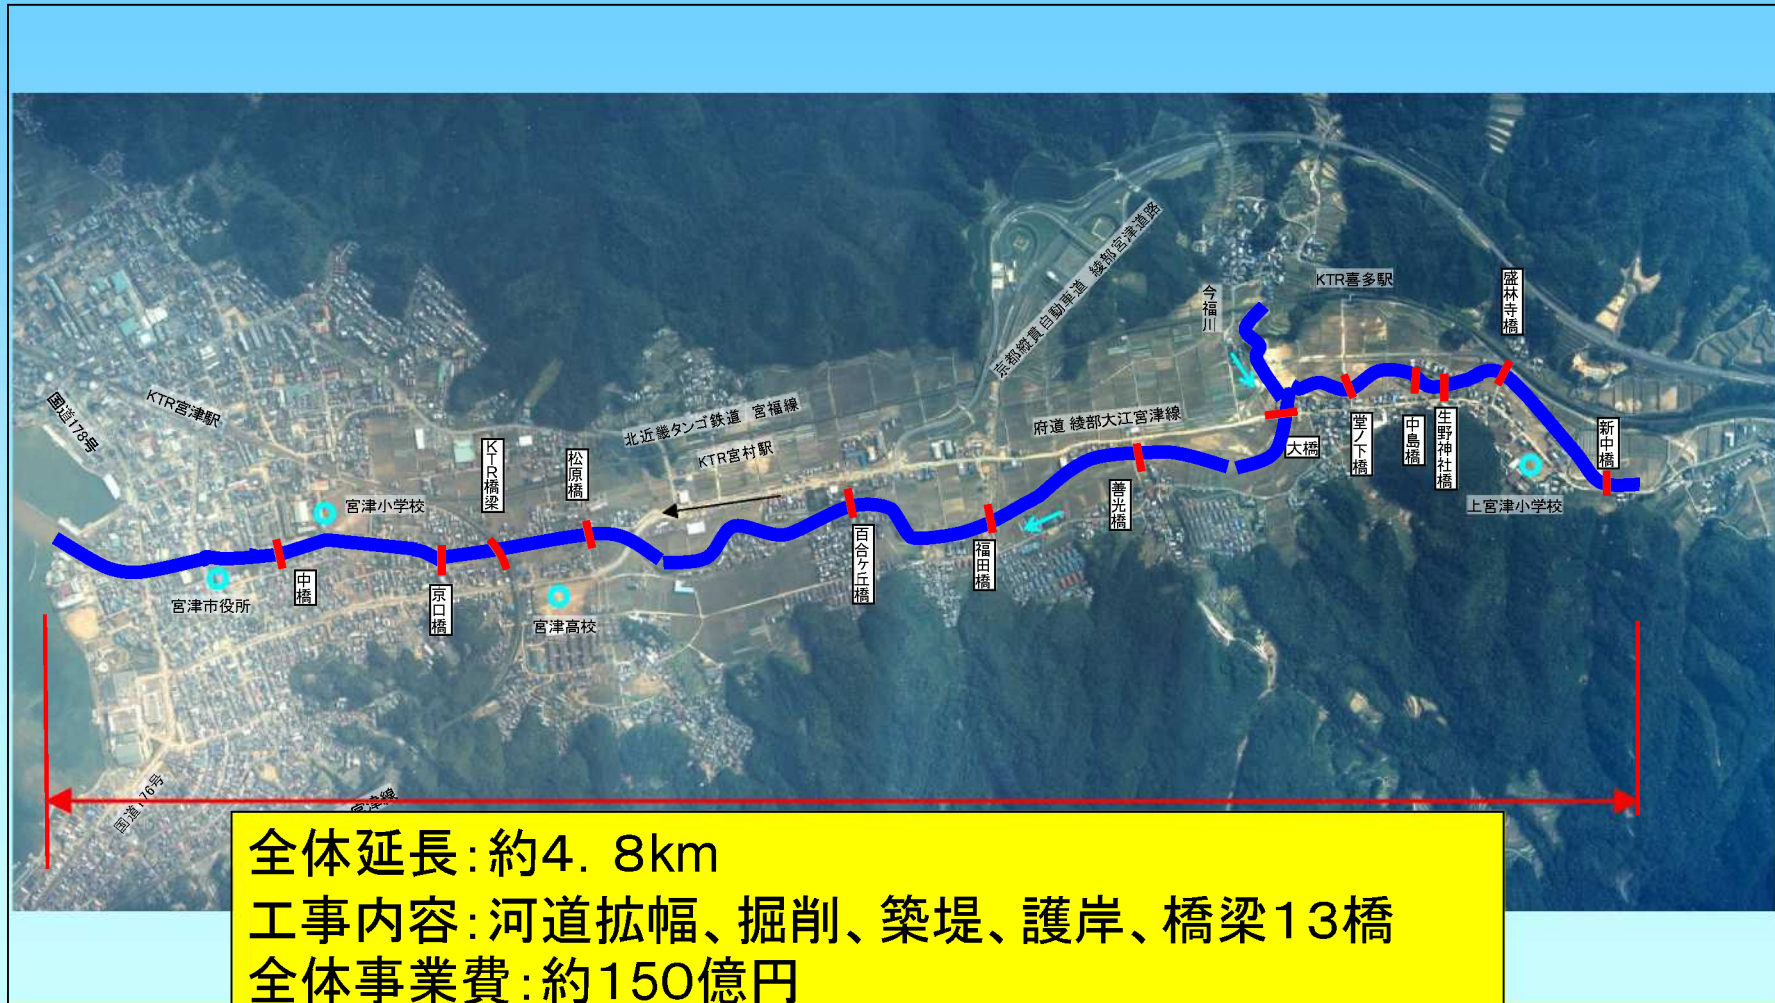 国道178号
KTR宮津駅
宮津小学校
宮津市役所
中橋
京口橋
KTR橋梁
松原橋
宮津高校
北近畿タンゴ鉄道 宮福線
KTR宮村駅
百合ケ丘橋
福田橋
善光橋
京都縦貫自動車道 綾部宮津道路
府道 綾部大江宮津線
今福川
大橋
KTR喜多駅
堂ノ下橋
中島橋
生野神社橋
盛林寺橋
新中橋
上宮津小学校
国道176号
宮津線
全体延長:約4.8km
工事内容:河道拡幅、掘削、築堤、護岸、橋梁13橋
全体事業費:約150億円